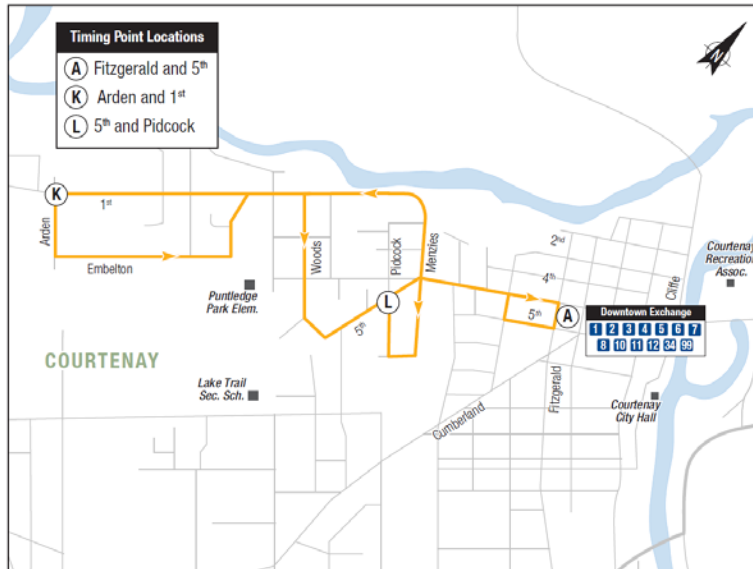 Timing Point Locations
A Fitzgerald and 5th
K Arden and 1st
L 5th and Pidcock
N
K
1st
Arden
Embelton
Woods
Pidcock
Menzies
2nd
4th
Cliffe
Courtenay
Recreation
Assoc.
Puntledge
Park Elem.
L
5th
5th
A
Downtown Exchange
1 2 3 4 5 6 7
8 10 11 12 34 99
COURTENAY
Lake Trail
Sec. Sch.
Cumberland
Fitzgerald
Courtenay
City Hall